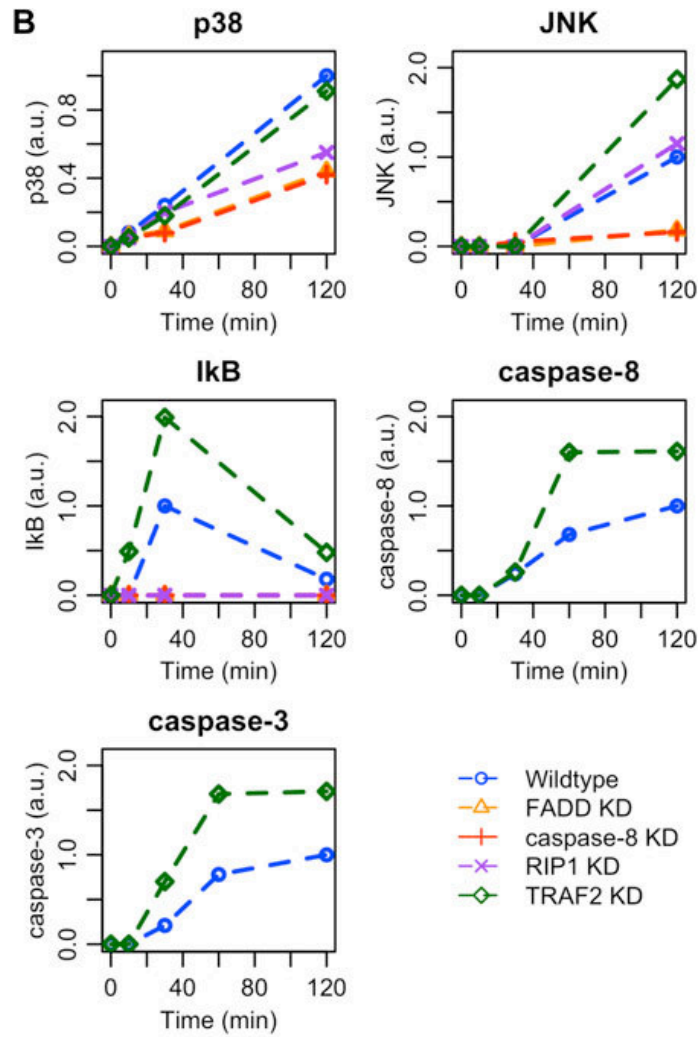 B
p38
JNK
p38 (a.u.)
0.0
0.4
0.8
0
40
80
120
Time (min)
JNK (a.u.)
0.0
1.0
2.0
0
40
80
120
Time (min)
IkB
caspase-8
IkB (a.u.)
0.0
1.0
2.0
0
40
80
120
Time (min)
caspase-8 (a.u.)
0.0
1.0
2.0
0
40
80
120
Time (min)
caspase-3
caspase-3 (a.u.)
0.0
1.0
2.0
0
40
80
120
Time (min)
Wildtype
FADD KD
caspase-8 KD
RIP1 KD
TRAF2 KD